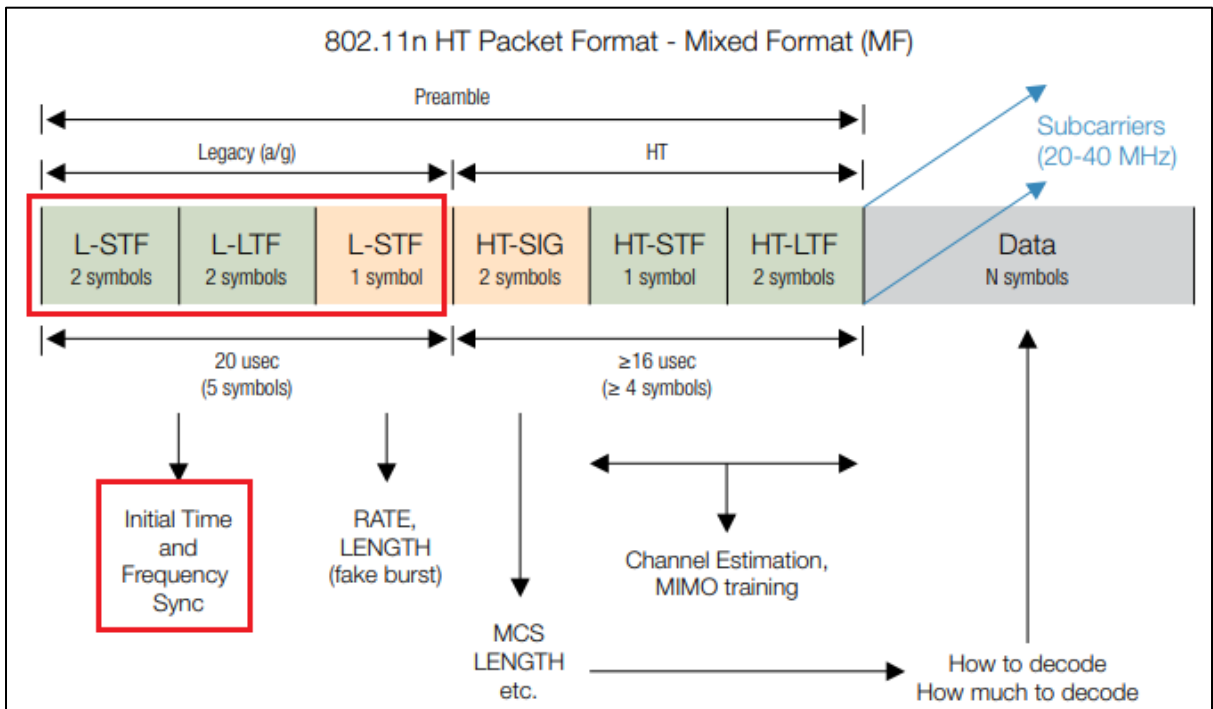 802.11n HT Packet Format - Mixed Format (MF)
Preamble
Legacy (a/g)
HT
Subcarriers
(20-40 MHz)
L-STF
2 symbols
L-LTF
2 symbols
L-STF
1 symbol
HT-SIG
2 symbols
HT-STF
1 symbol
HT-LTF
2 symbols
Data
N symbols
20 usec
(5 symbols)
≥16 usec
(≥ 4 symbols)
Initial Time
and
Frequency
Sync
RATE,
LENGTH
(fake burst)
Channel Estimation,
MIMO training
MCS
LENGTH
etc.
How to decode
How much to decode